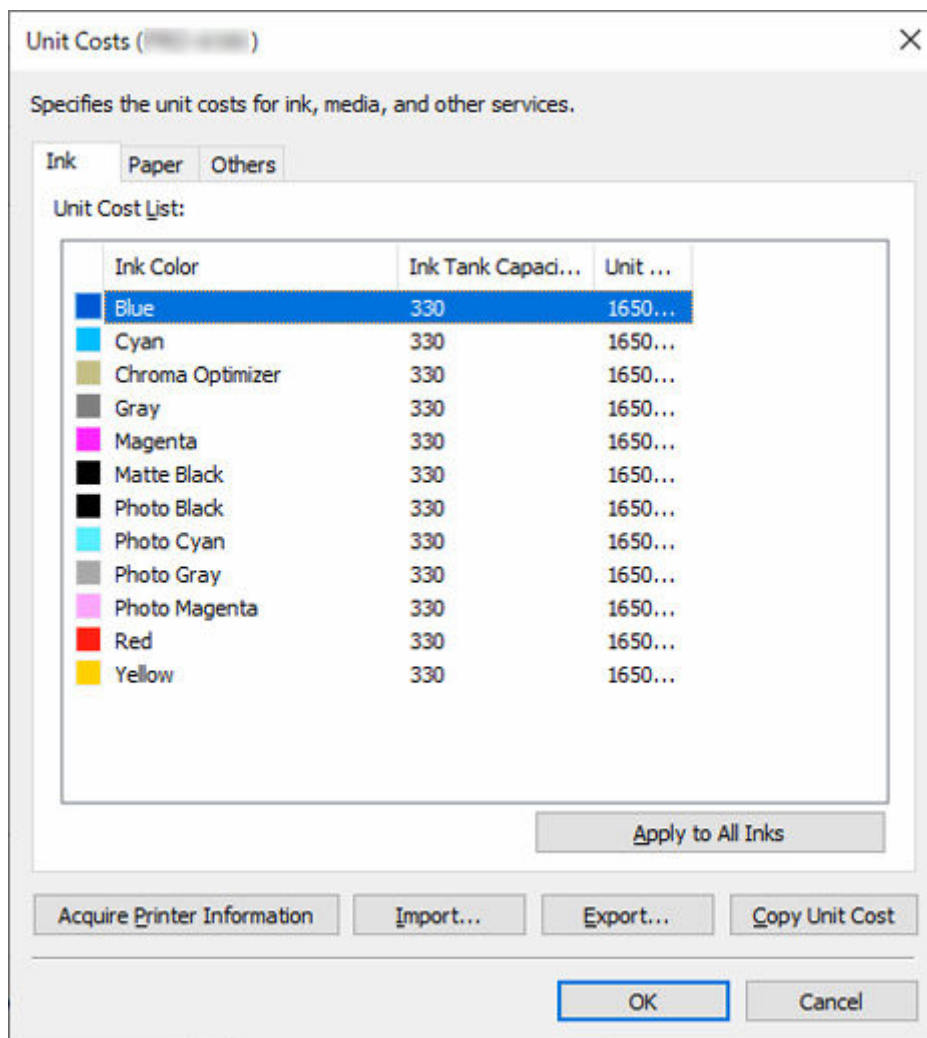 Unit Costs ( )
Specifies the unit costs for ink, media, and other services.
Ink Paper Others
Unit Cost List:
Ink Color Ink Tank Capaci... Unit ...
Blue 330 1650...
Cyan 330 1650...
Chroma Optimizer 330 1650...
Gray 330 1650...
Magenta 330 1650...
Matte Black 330 1650...
Photo Black 330 1650...
Photo Cyan 330 1650...
Photo Gray 330 1650...
Photo Magenta 330 1650...
Red 330 1650...
Yellow 330 1650...
Apply to All Inks
Acquire Printer Information Import... Export... Copy Unit Cost
OK Cancel